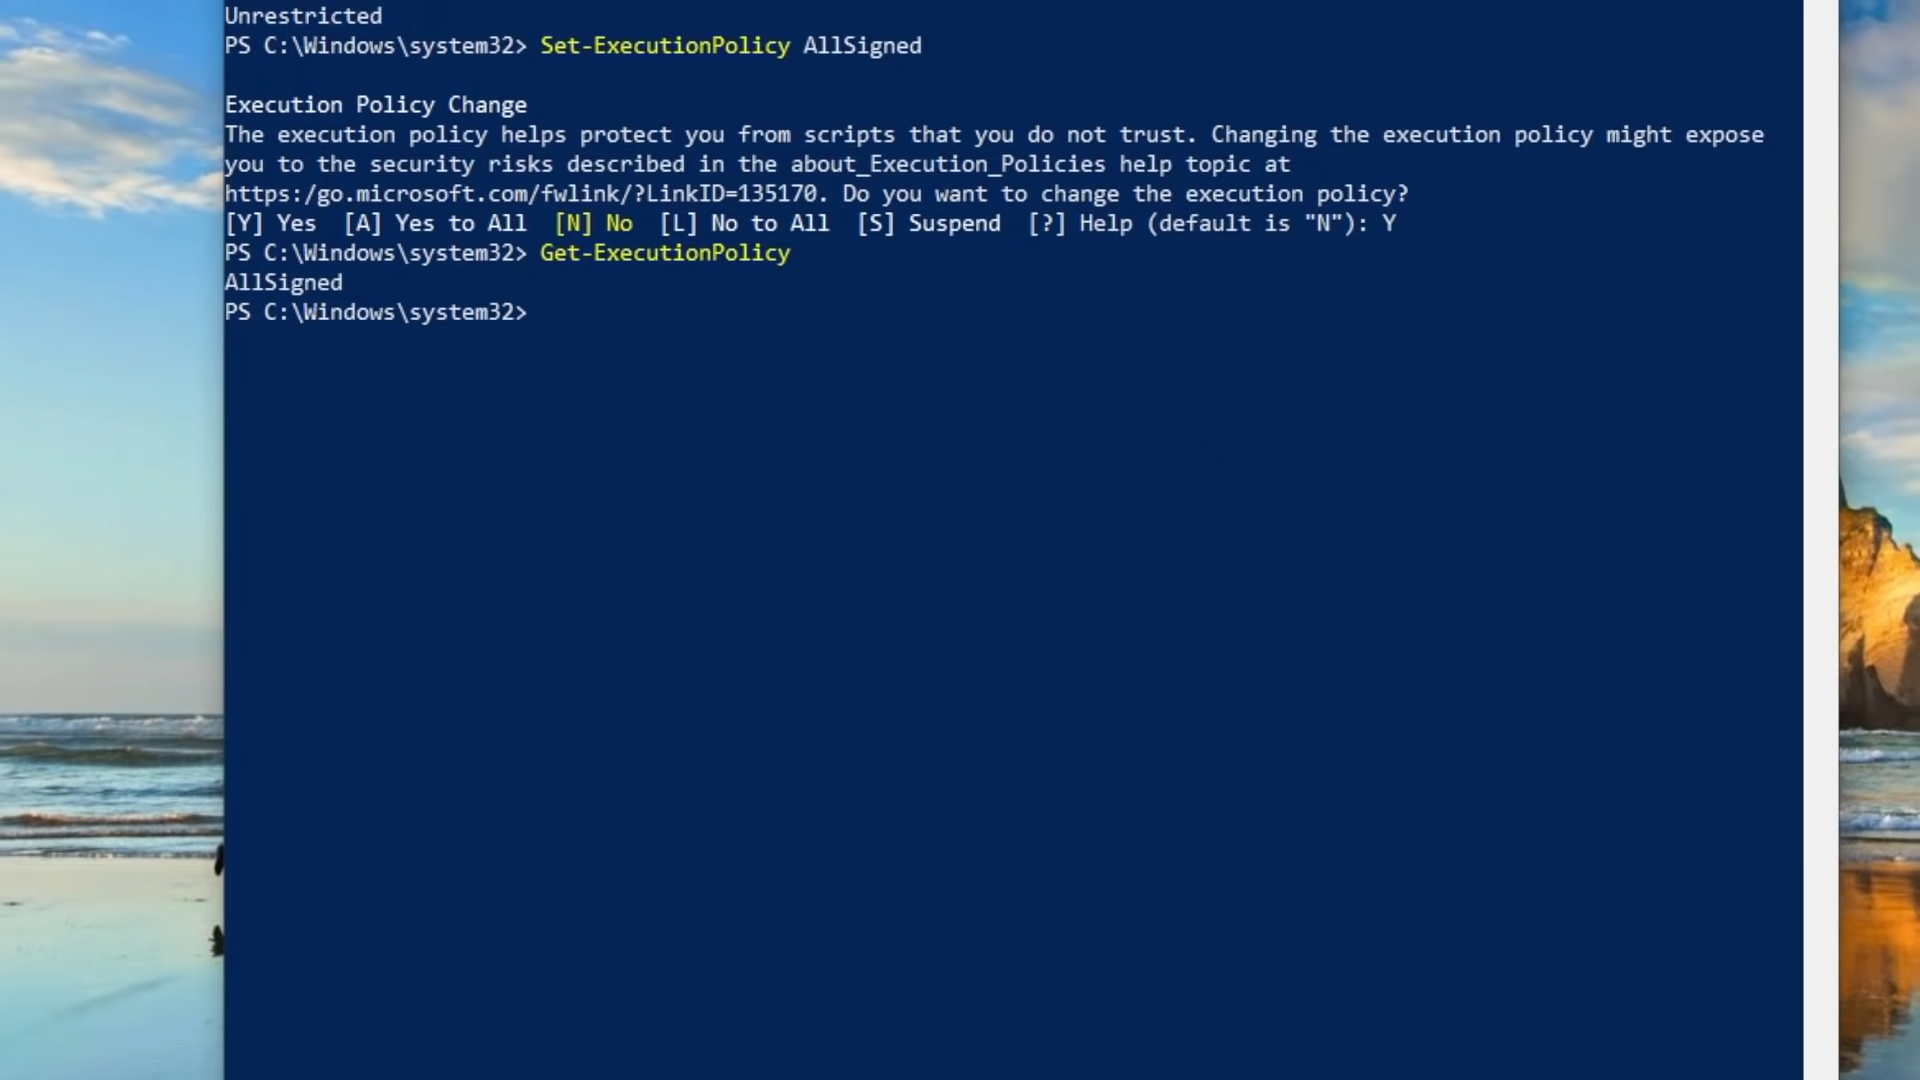 Unrestricted
PS C:\Windows\system32> Set-ExecutionPolicy AllSigned
Execution Policy Change
The execution policy helps protect you from scripts that you do not trust. Changing the execution policy might expose
you to the security risks described in the about_Execution_Policies help topic at
https:/go.microsoft.com/fwlink/?LinkID=135170. Do you want to change the execution policy?
[Y] Yes  [A] Yes to All  [N] No  [L] No to All  [S] Suspend  [?] Help (default is "N"): Y
PS C:\Windows\system32> Get-ExecutionPolicy
AllSigned
PS C:\Windows\system32>